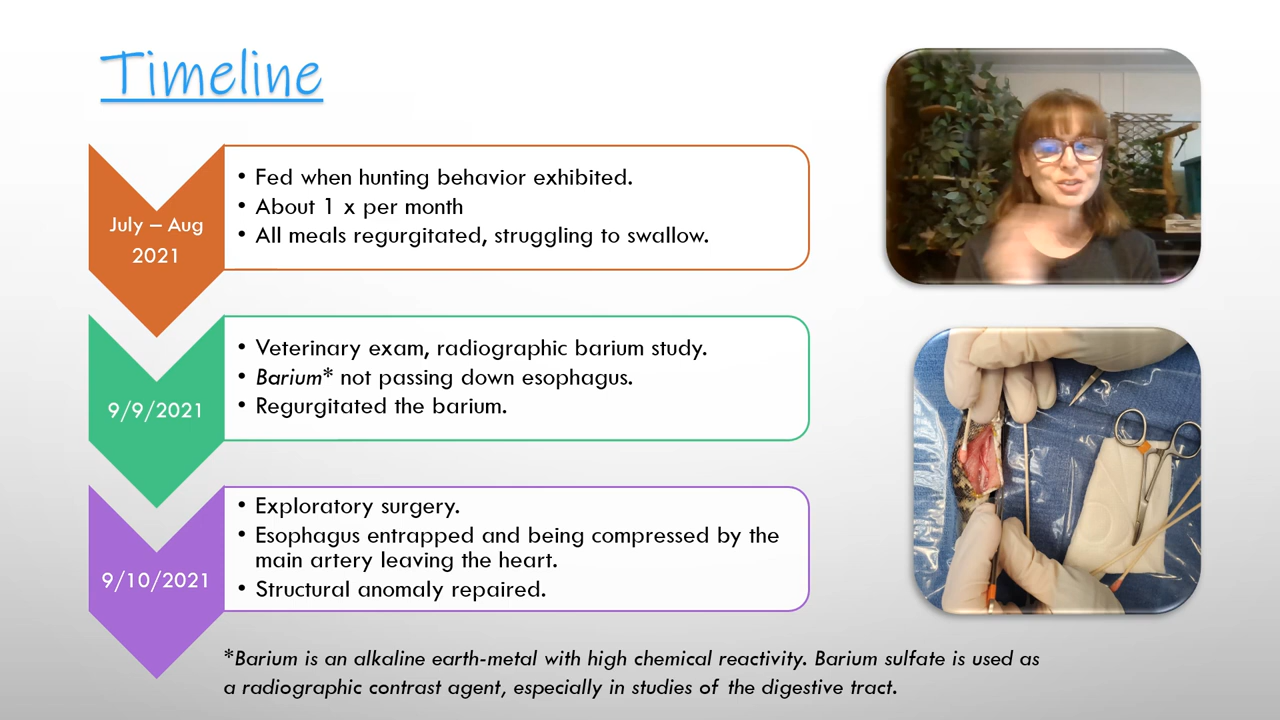 Timeline
July – Aug
2021
• Fed when hunting behavior exhibited.
• About 1 x per month
• All meals regurgitated, struggling to swallow.
9/9/2021
• Veterinary exam, radiographic barium study.
• Barium* not passing down esophagus.
• Regurgitated the barium.
9/10/2021
• Exploratory surgery.
• Esophagus entrapped and being compressed by the
main artery leaving the heart.
• Structural anomaly repaired.
*Barium is an alkaline earth-metal with high chemical reactivity. Barium sulfate is used as
a radiographic contrast agent, especially in studies of the digestive tract.